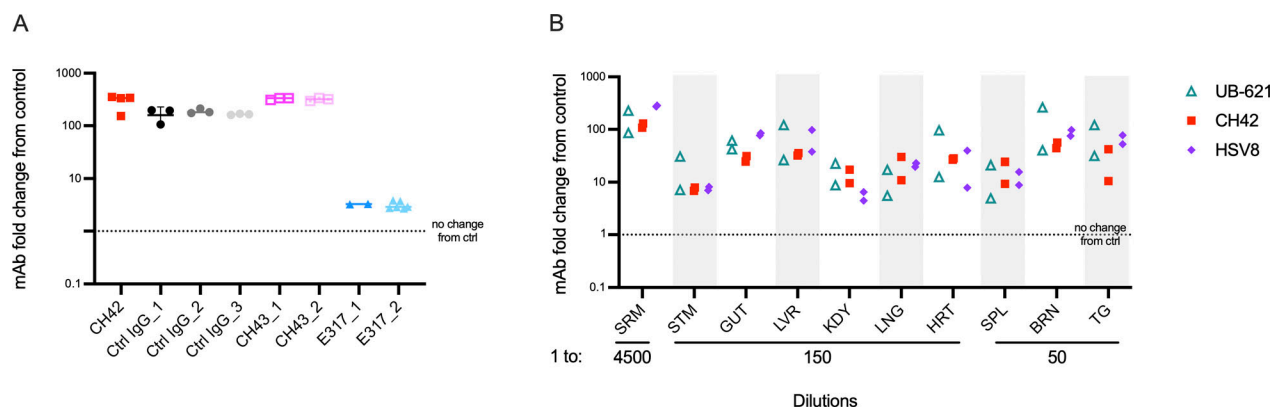 A
mAb fold change from control
1000
100
10
0.1
no change
from ctrl
CH42
Ctrl IgG_1
Ctrl IgG_2
Ctrl IgG_3
CH43_1
CH43_2
E317_1
E317_2
B
mAb fold change from control
1000
100
10
1
0.1
no change
from ctrl
SRM
STM
GUT
LVR
KDY
LNG
HRT
SPL
BRN
TG
1 to:
4500
150
50
Dilutions
UB-621
CH42
HSV8